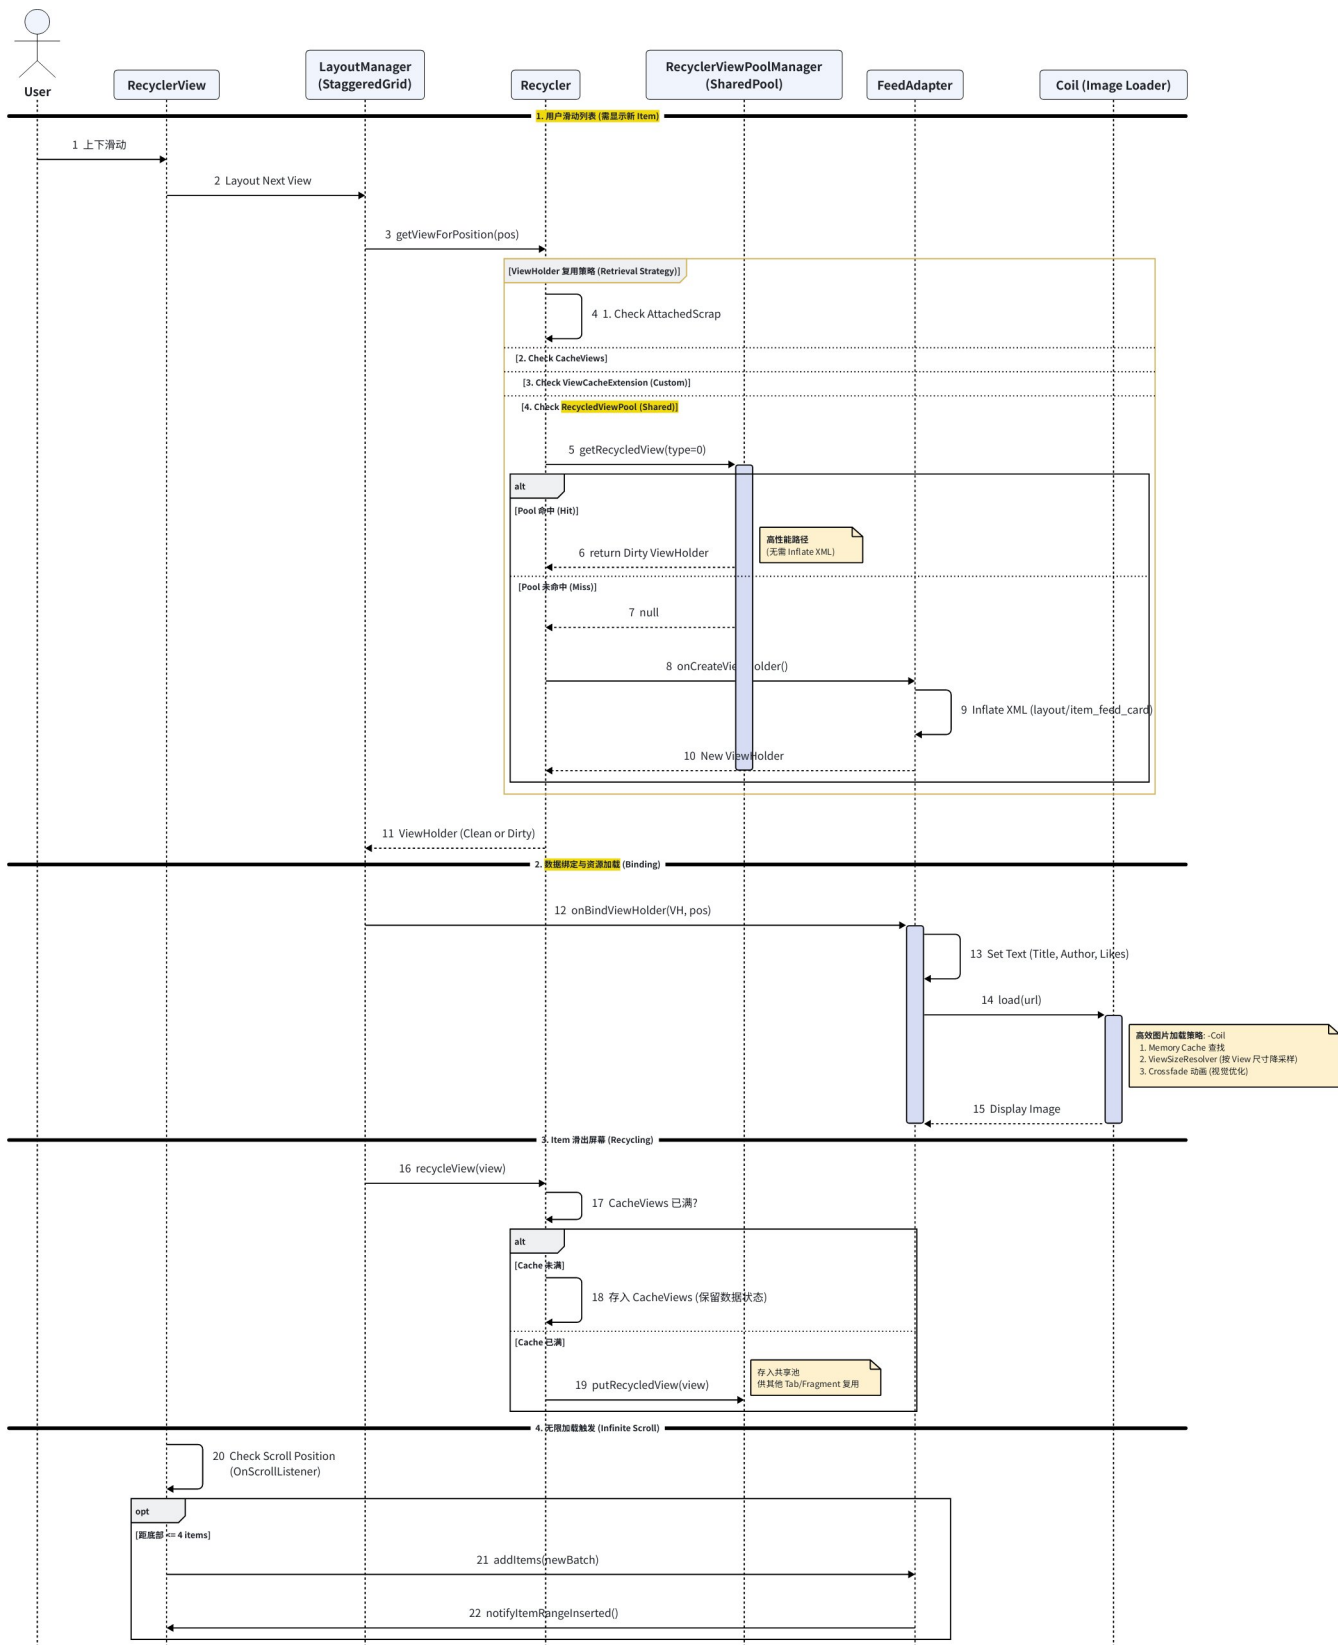 User
RecyclerView
LayoutManager
(StaggeredGrid)
Recycler
RecyclerViewPoolManager
(SharedPool)
FeedAdapter
Coil (Image Loader)
1. 用户滑动列表 (需显示新 Item)
1 上下滑动
2 Layout Next View
3 getViewForPosition(pos)
[ViewHolder 复用策略 (Retrieval Strategy)]
4 1. Check AttachedScrap
[2. Check CacheViews]
[3. Check ViewCacheExtension (Custom)]
[4. Check RecycledViewPool (Shared)]
5 getRecycledView(type=0)
alt
[Pool 命中 (Hit)]
高性能路径
(无需 Inflate XML)
6 return Dirty ViewHolder
[Pool 未命中 (Miss)]
7 null
8 onCreateViewHolder()
9 Inflate XML (layout/item_feed_card)
10 New ViewHolder
11 ViewHolder (Clean or Dirty)
2. 数据绑定与资源加载 (Binding)
12 onBindViewHolder(VH, pos)
13 Set Text (Title, Author, Likes)
14 load(url)
高效图片加载策略: -Coil
1. Memory Cache 查找
2. ViewSizeResolver (按 View 尺寸降采样)
3. Crossfade 动画 (视觉优化)
15 Display Image
3. Item 滑出屏幕 (Recycling)
16 recycleView(view)
17 CacheViews 已满?
alt
[Cache 未满]
18 存入 CacheViews (保留数据状态)
[Cache 已满]
存入共享池
供其他 Tab/Fragment 复用
19 putRecycledView(view)
4. 无限加载触发 (Infinite Scroll)
20 Check Scroll Position
(OnScrollListener)
opt
[距底部 <= 4 items]
21 addItems(newBatch)
22 notifyItemRangeInserted()